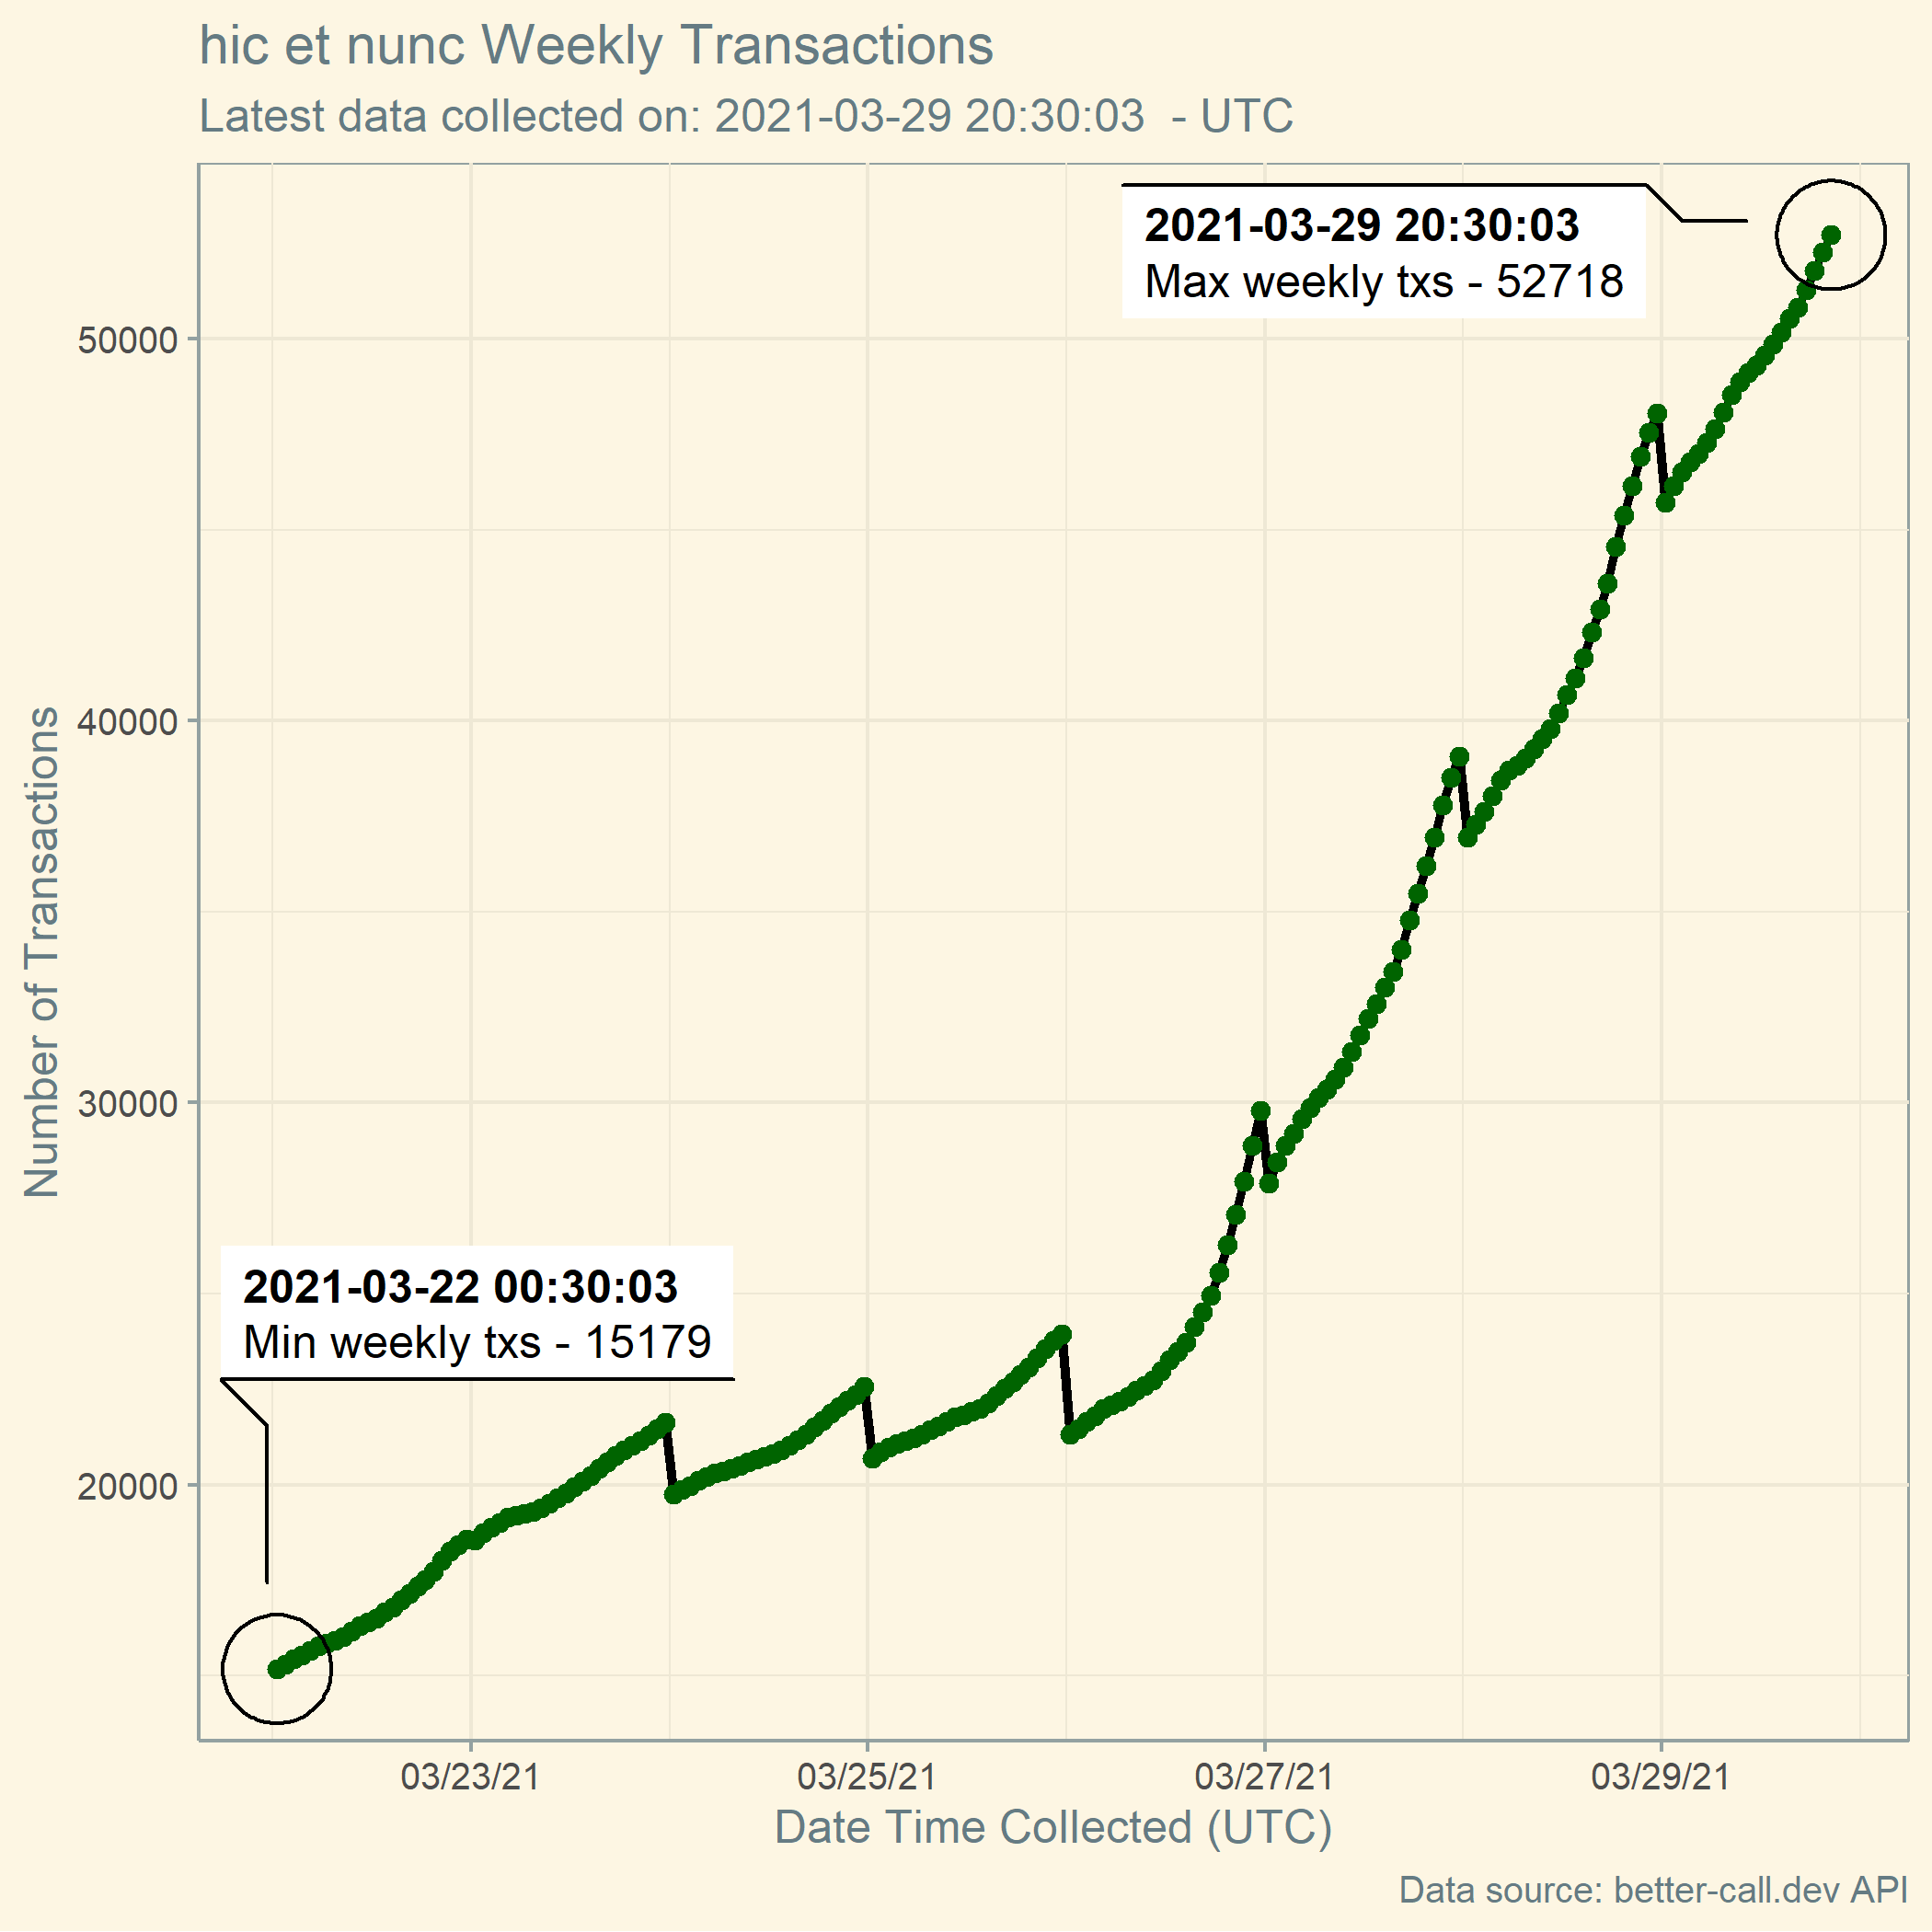 hic et nunc Weekly Transactions
Latest data collected on: 2021-03-29 20:30:03  - UTC
2021-03-29 20:30:03
Max weekly txs - 52718
50000
40000
30000
20000
Number of Transactions
2021-03-22 00:30:03
Min weekly txs - 15179
03/23/21
03/25/21
03/27/21
03/29/21
Date Time Collected (UTC)
Data source: better-call.dev API